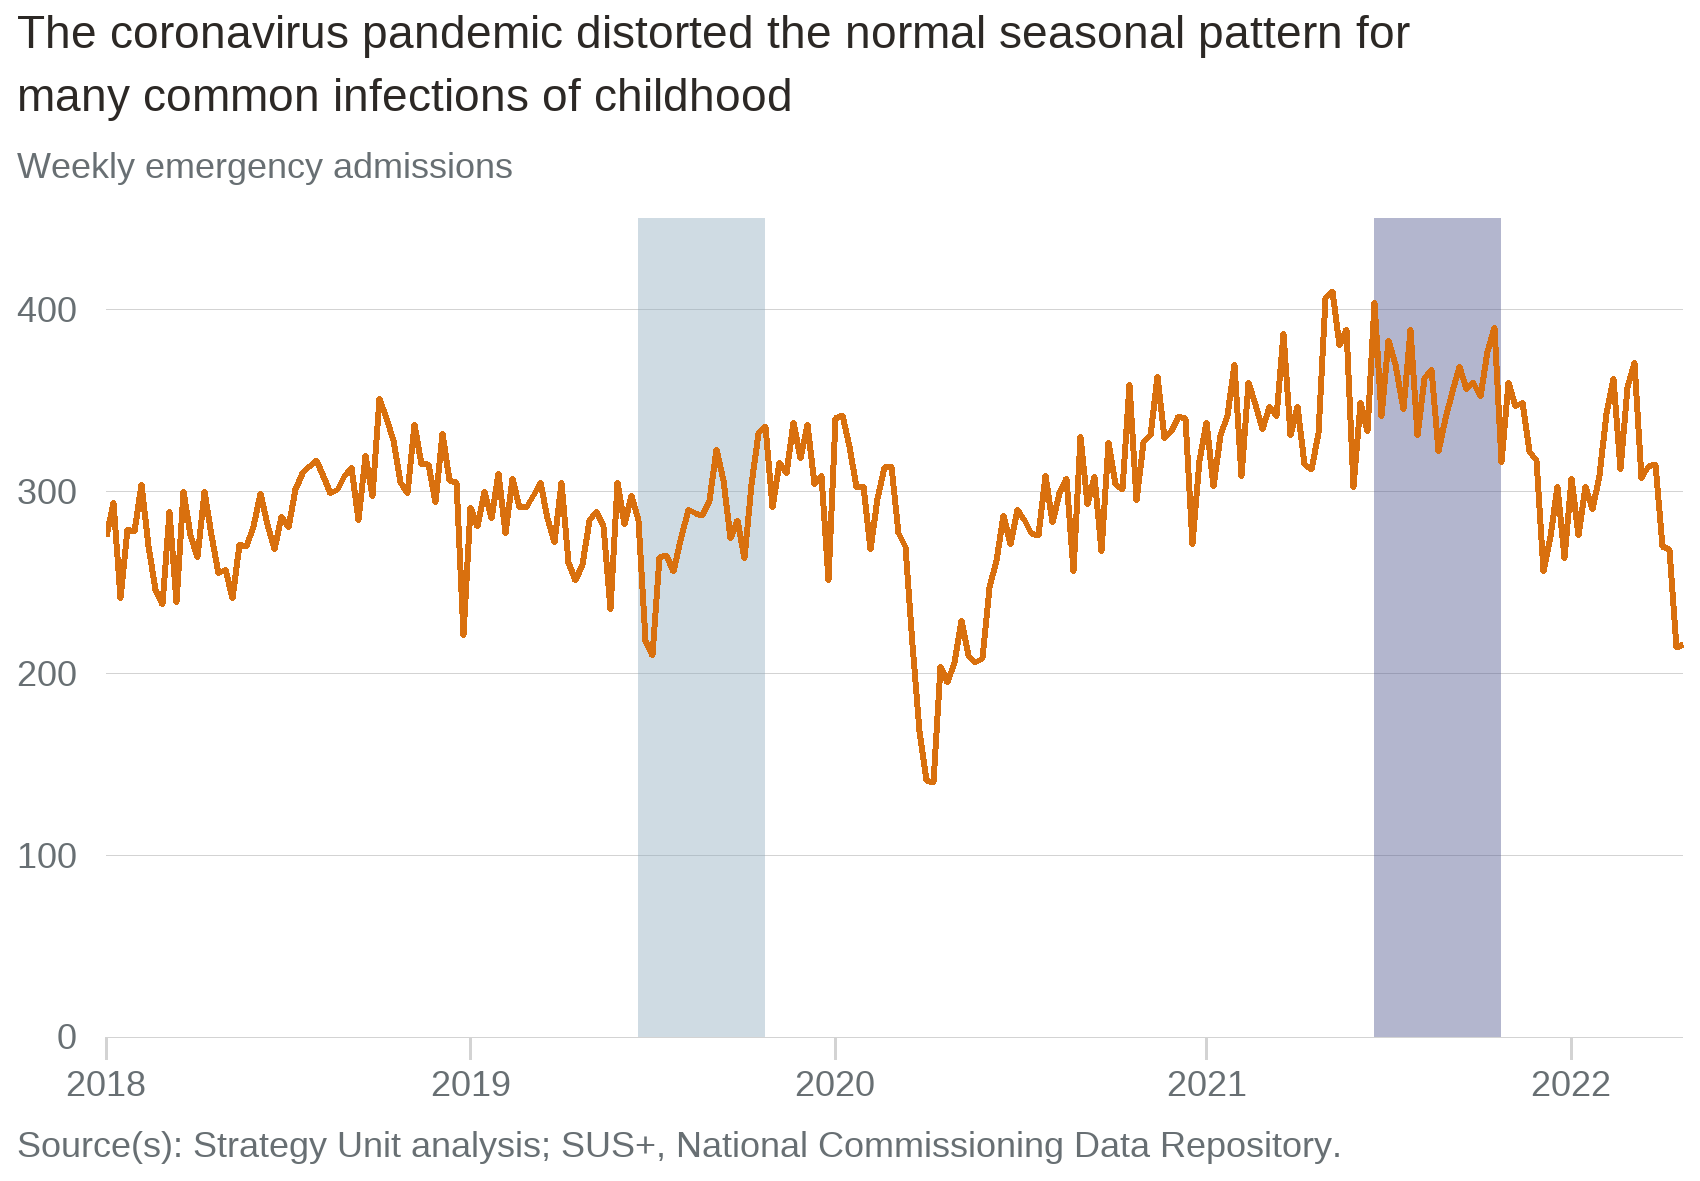 The coronavirus pandemic distorted the normal seasonal pattern for
many common infections of childhood
Weekly emergency admissions
400
300
200
100
0
2018
2019
2020
2021
2022
Source(s): Strategy Unit analysis; SUS+, National Commissioning Data Repository.